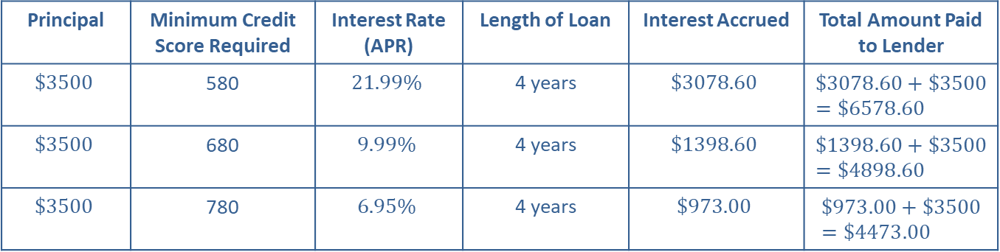 Principal
Minimum Credit
Score Required
Interest Rate
(APR)
Length of Loan
Interest Accrued
Total Amount Paid
to Lender
$3500
580
21.99%
4 years
$3078.60
$3078.60 + $3500
= $6578.60
$3500
680
9.99%
4 years
$1398.60
$1398.60 + $3500
= $4898.60
$3500
780
6.95%
4 years
$973.00
$973.00 + $3500
= $4473.00